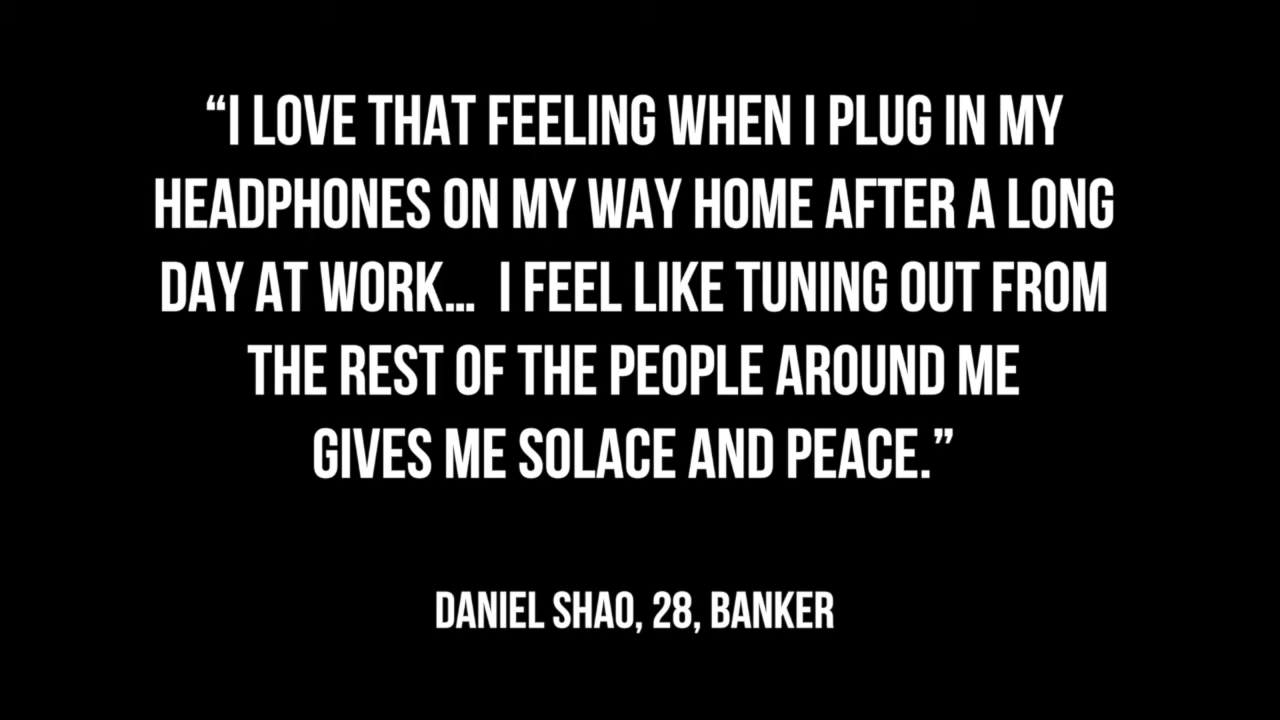 “I LOVE THAT FEELING WHEN I PLUG IN MY
HEADPHONES ON MY WAY HOME AFTER A LONG
DAY AT WORK... I FEEL LIKE TUNING OUT FROM
THE REST OF THE PEOPLE AROUND ME
GIVES ME SOLACE AND PEACE.”
DANIEL SHAO, 28, BANKER